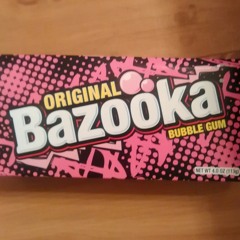 ORIGINAL
Bazooka
BUBBLE GUM
NET WT 4.0 OZ (113g)